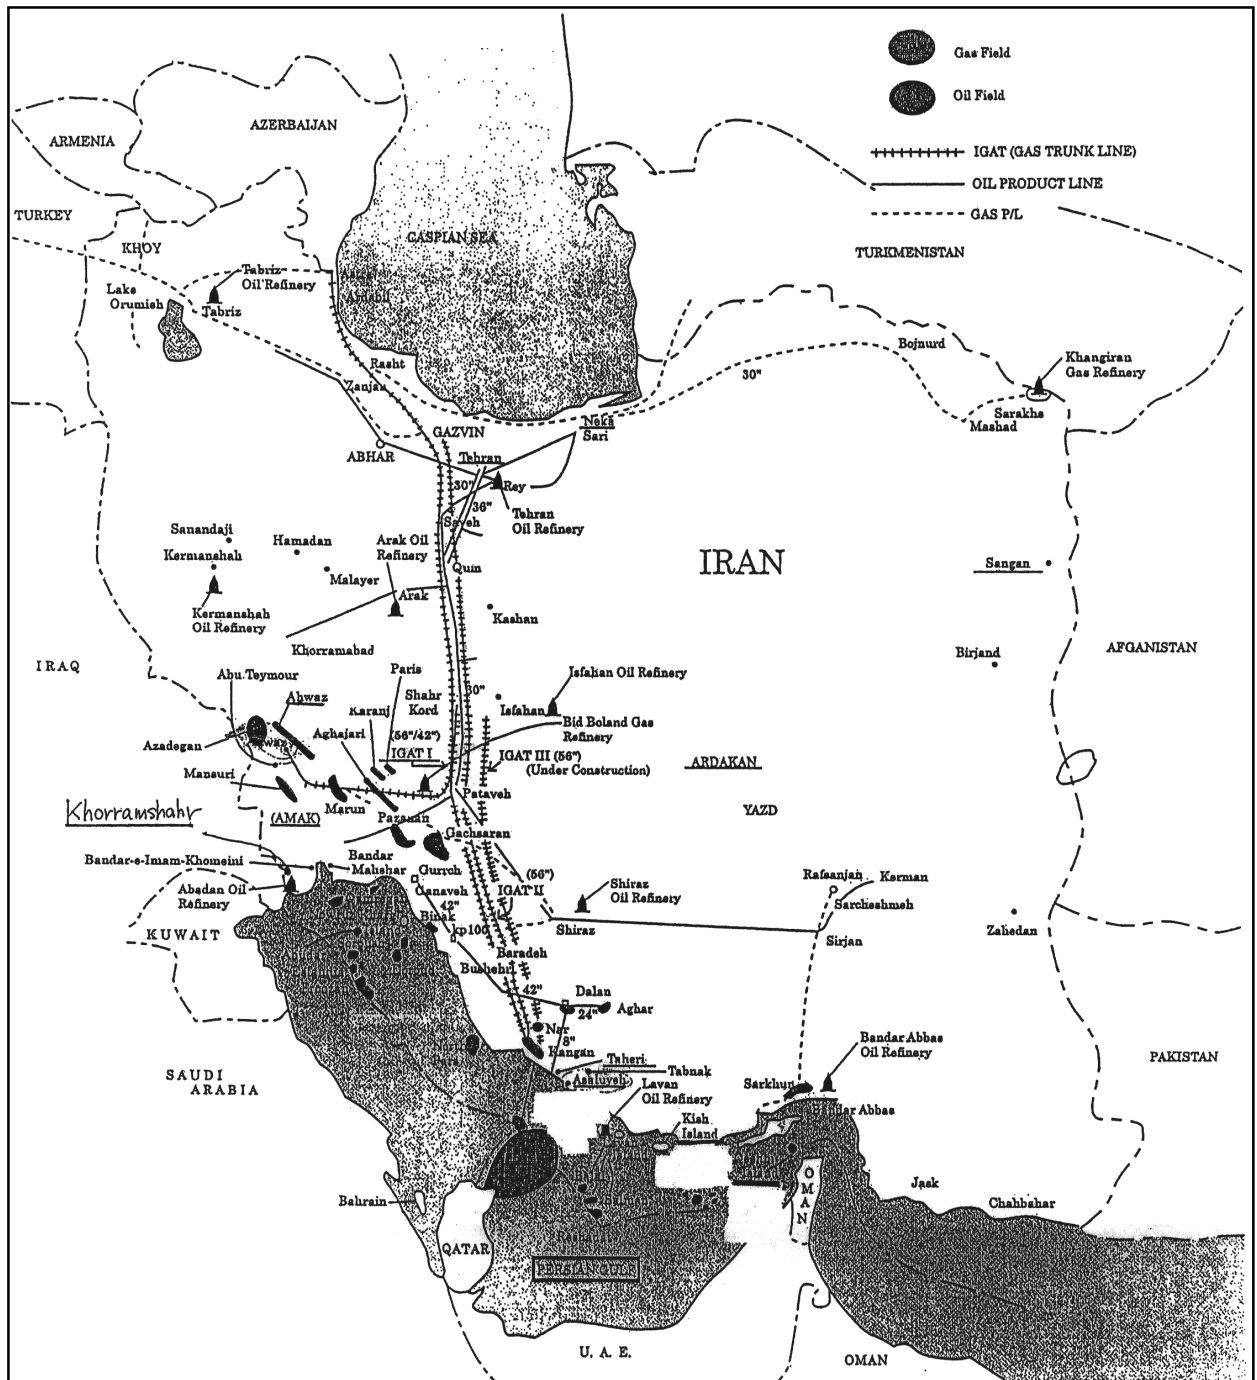 Gas Field
Oil Field
IGAT (GAS TRUNK LINE)
OIL PRODUCT LINE
GAS P/L
ARMENIA
AZERBAIJAN
TURKEY
KHOY
CASPIAN SEA
TURKMENISTAN
Tabriz
Oil Refinery
Lake
Orumieh
Tabriz
Ardabil
Rasht
Zanjan
Bojnurd
30"
Khangiran
Gas Refinery
Sarakhs
Mashad
GAZVIN
Neka
Sari
ABHAR
Tehran
30"
Rey
36"
Saveh
Tehran
Oil Refinery
Sanandaji
Kermanshah
Hamadan
Arak Oil
Refinery
Malayer
Qum
IRAN
Sangan
Kermanshah
Oil Refinery
Arak
Kashan
Khorramabad
IRAQ
Birjand
AFGANISTAN
Abu Teymour
Ahwaz
Paris
Shahr
Kord
30"
Isfahan Oil Refinery
Isfahan
Karanj
Aghajari
(56"/42")
IGAT I
Bid Boland Gas
Refinery
Azadegan
Ahwaz
IGAT III (56")
(Under Construction)
ARDAKAN
Mansuri
Marun
Pataveh
YAZD
Khorramshahr
(AMAK)
Pazanan
Gachsaran
Bandar-e-Imam-Khomeini
Bandar
Mahshar
Gurreh
Ganaveh
(56")
IGAT II
Abadan Oil
Refinery
42"
Binak
kp100
Shiraz
Oil Refinery
Shiraz
Rafsanjan
Kerman
Sarcheshmeh
Sirjan
Zahedan
KUWAIT
Baradeh
Bushehr
42"
Dalan
24"
Aghar
Nar
8"
Kangan
Taheri
Tabnak
Assluyeh
Lavan
Oil Refinery
Kish
Island
Bandar Abbas
Oil Refinery
Sarkhun
Bandar Abbas
PAKISTAN
SAUDI
ARABIA
Bahrain
QATAR
OMAN
Jask
Chahbahar
PERSIAN GULF
U. A. E.
OMAN